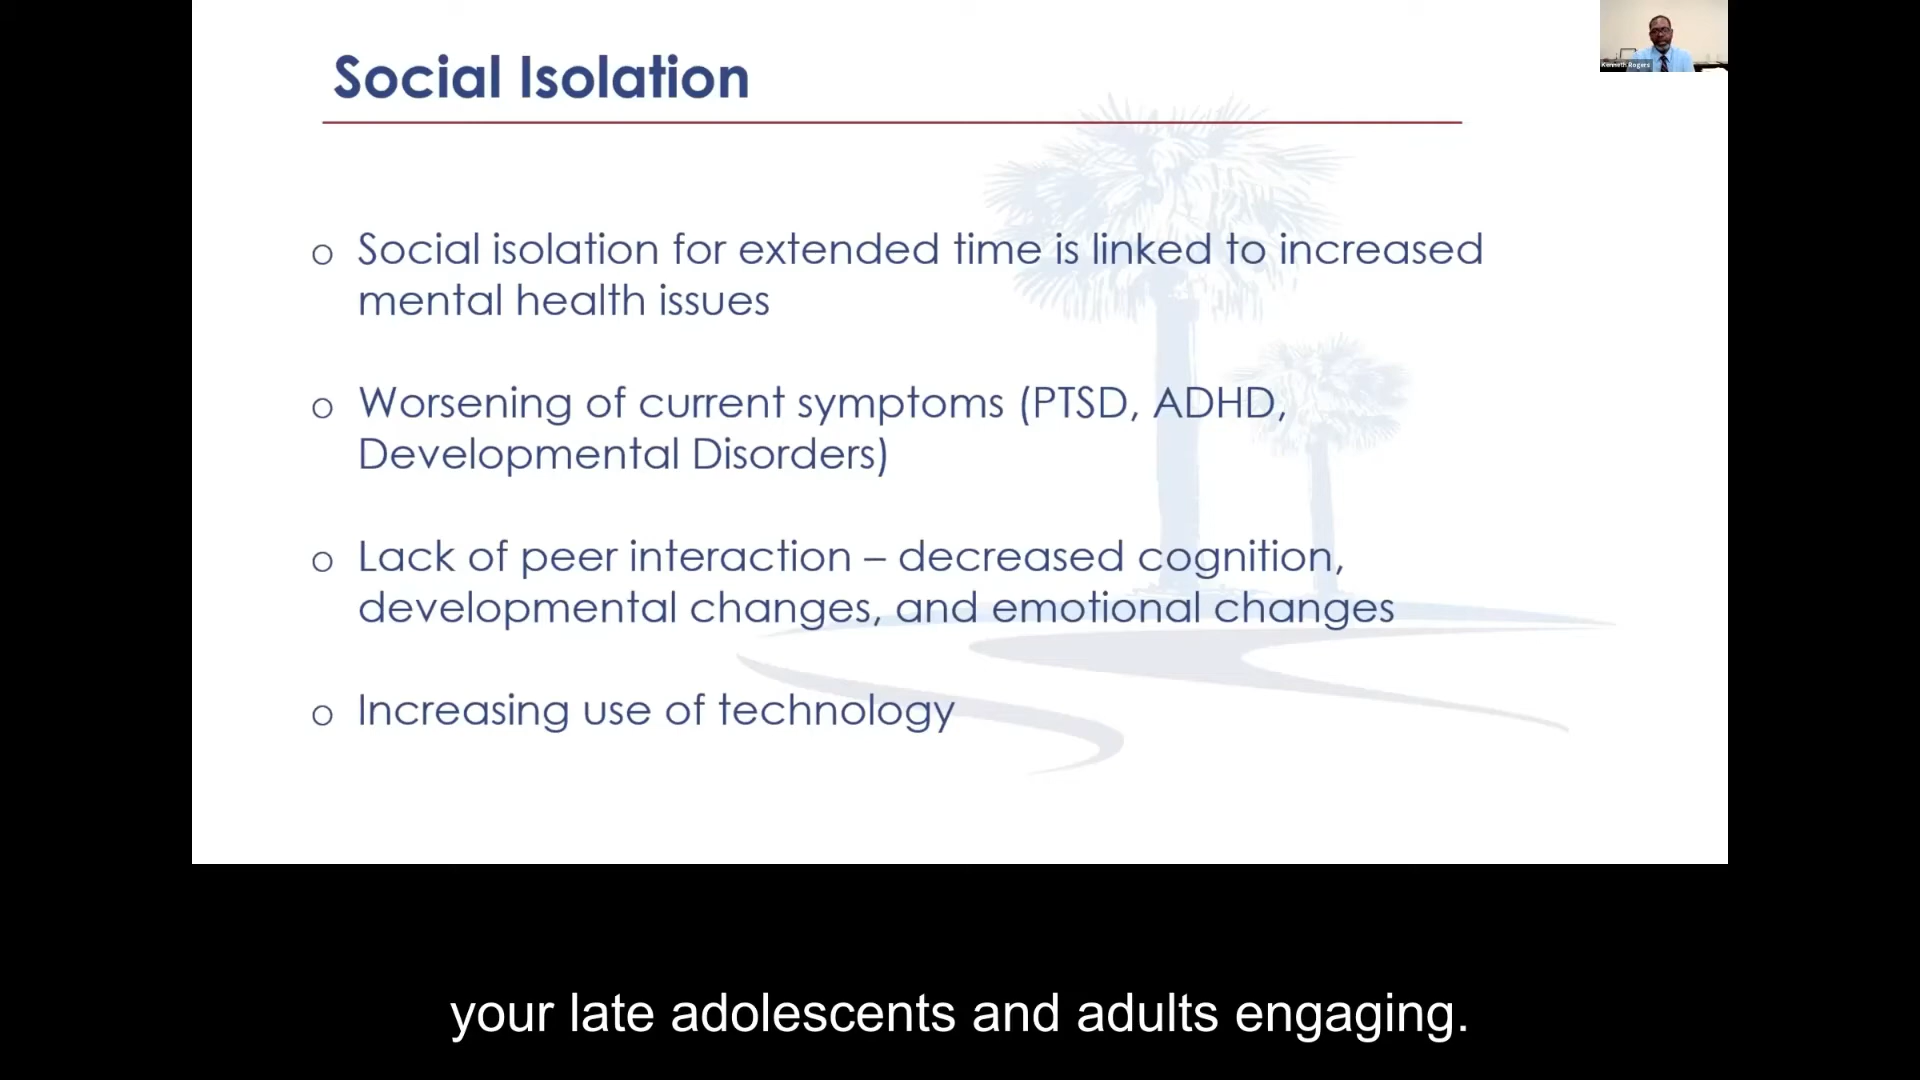 Social Isolation
Kenneth Rogers
o Social isolation for extended time is linked to increased
mental health issues
o Worsening of current symptoms (PTSD, ADHD,
Developmental Disorders)
o Lack of peer interaction – decreased cognition,
developmental changes, and emotional changes
o Increasing use of technology
your late adolescents and adults engaging.